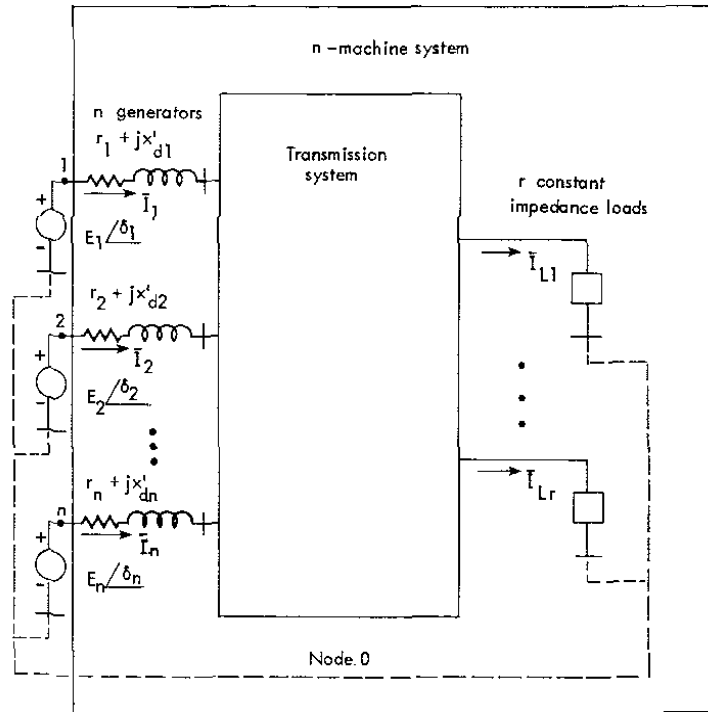 n-machine system
n generators
r₁ + jx'd1
1
+
-
Ī₁
E₁/δ₁
Transmission
system
r constant
impedance loads
ĪL1
r₂ + jx'd2
2
+
-
Ī₂
E₂/δ₂
rₙ + jx'dn
n
+
-
Īₙ
Eₙ/δₙ
ĪLr
Node.0